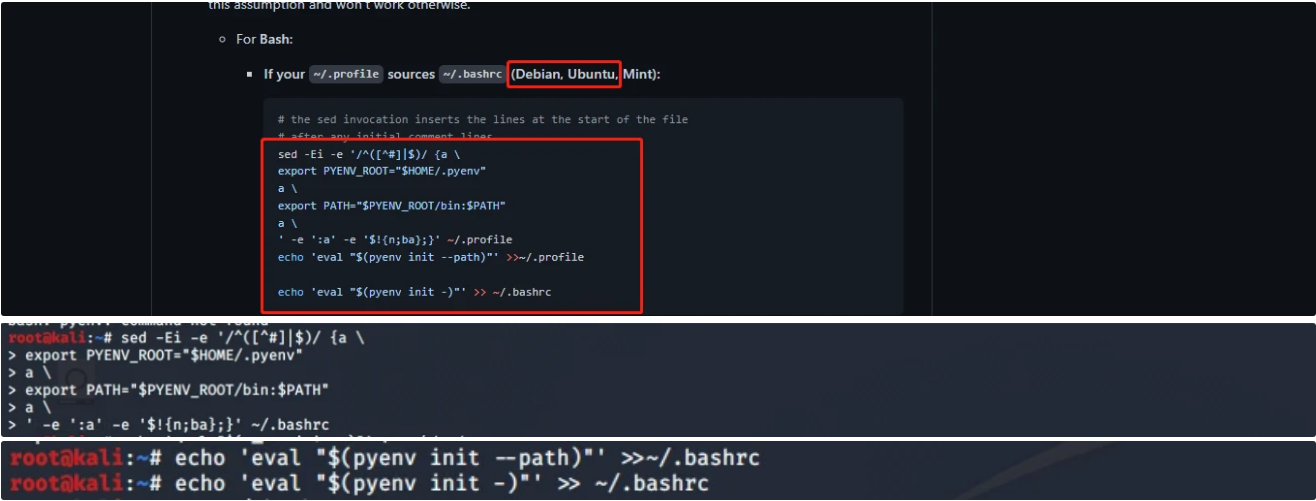 this assumption and won't work otherwise.
For Bash:
If your ~/.profile sources ~/.bashrc (Debian, Ubuntu, Mint):
# the sed invocation inserts the lines at the start of the file
# after any initial comment lines
sed -Ei -e '/^([^#]|$)/ {a \
export PYENV_ROOT="$HOME/.pyenv"
a \
export PATH="$PYENV_ROOT/bin:$PATH"
a \
' -e ':a' -e '$!{n;ba};}' ~/.profile
echo 'eval "$(pyenv init --path)"' >>~/.profile
echo 'eval "$(pyenv init -)"' >> ~/.bashrc
bash: pyenv: command not found
root@kali:~# sed -Ei -e '/^([^#]|$)/ {a \
> export PYENV_ROOT="$HOME/.pyenv"
> a \
> export PATH="$PYENV_ROOT/bin:$PATH"
> a \
> ' -e ':a' -e '$!{n;ba};}' ~/.bashrc
root@kali:~# echo 'eval "$(pyenv init --path)"' >>~/.bashrc
root@kali:~# echo 'eval "$(pyenv init -)"' >> ~/.bashrc